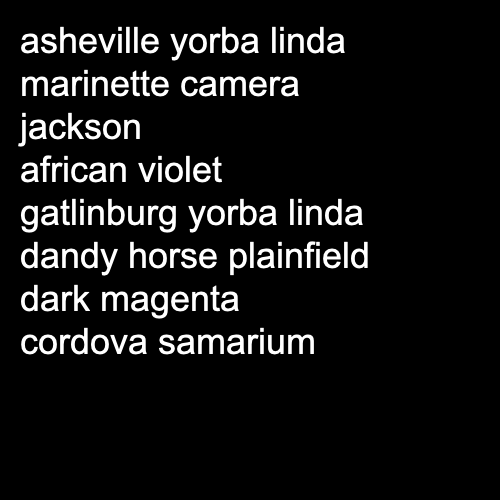 asheville yorba linda
marinette camera
jackson
african violet
gatlinburg yorba linda
dandy horse plainfield
dark magenta
cordova samarium